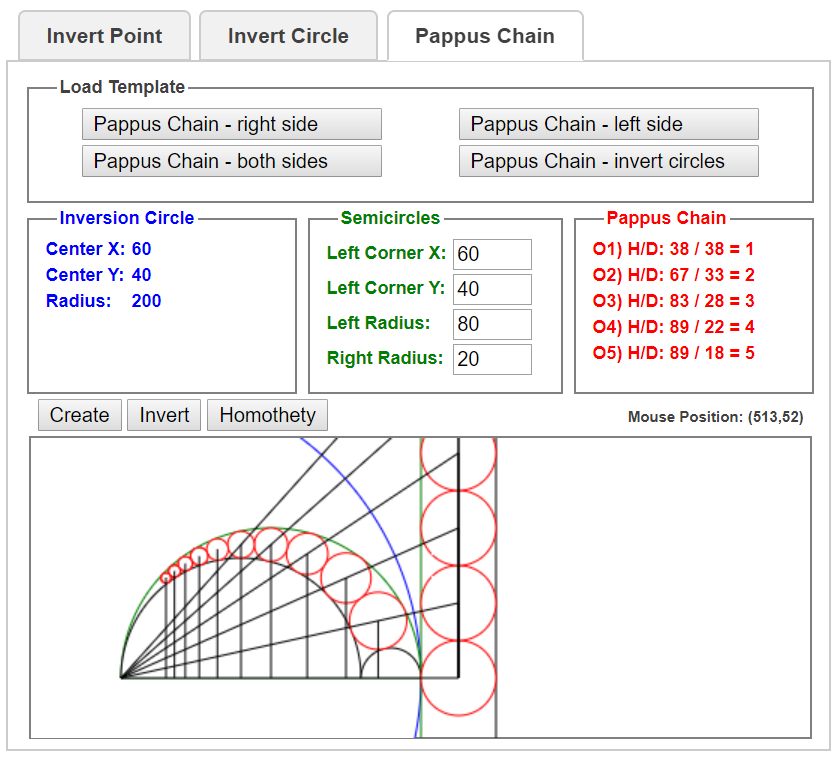 Invert Point Invert Circle Pappus Chain
Load Template
Pappus Chain - right side Pappus Chain - left side
Pappus Chain - both sides Pappus Chain - invert circles
Inversion Circle
Center X: 60
Center Y: 40
Radius: 200
Semicircles
Left Corner X: 60
Left Corner Y: 40
Left Radius: 80
Right Radius: 20
Pappus Chain
O1) H/D: 38 / 38 = 1
O2) H/D: 67 / 33 = 2
O3) H/D: 83 / 28 = 3
O4) H/D: 89 / 22 = 4
O5) H/D: 89 / 18 = 5
Create Invert Homothety Mouse Position: (513,52)